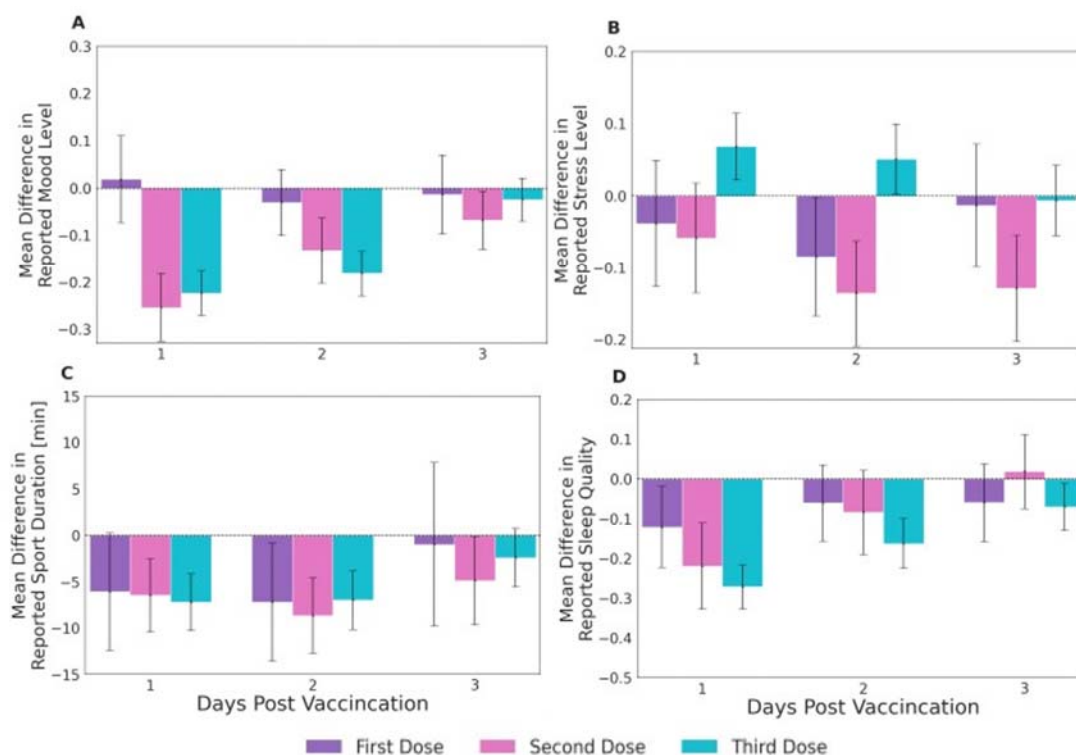 A
Mean Difference in
Reported Mood Level
0.3
0.2
0.1
0.0
−0.1
−0.2
−0.3
1
2
3
B
Mean Difference in
Reported Stress Level
0.2
0.1
0.0
−0.1
−0.2
1
2
3
C
Mean Difference in
Reported Sport Duration [min]
15
10
5
0
−5
−10
−15
1
2
3
Days Post Vaccincation
D
Mean Difference in
Reported Sleep Quality
0.2
0.1
0.0
−0.1
−0.2
−0.3
−0.4
−0.5
1
2
3
Days Post Vaccination
First Dose
Second Dose
Third Dose